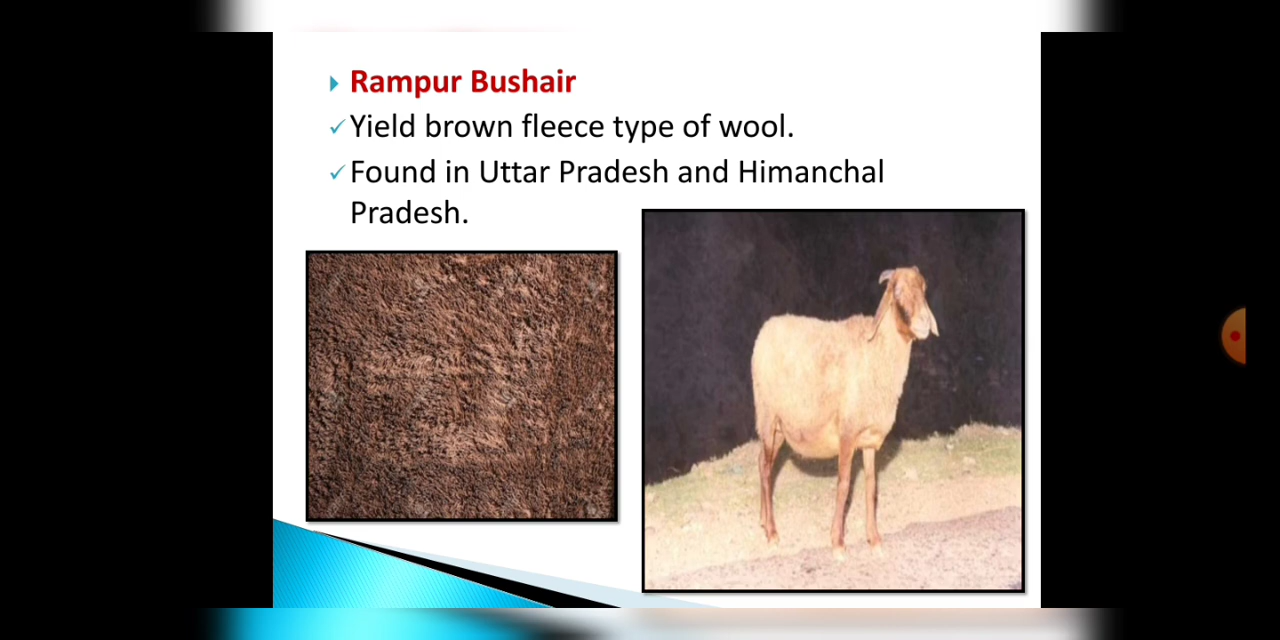 Rampur Bushair
Yield brown fleece type of wool.
Found in Uttar Pradesh and Himanchal
Pradesh.